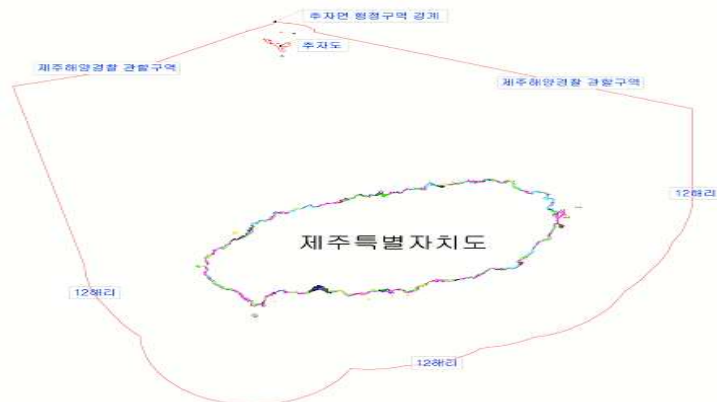 추자면 행정구역 경계
추자도
제주해양경찰 관할구역
제주해양경찰 관할구역
12해리
제주특별자치도
12해리
12해리